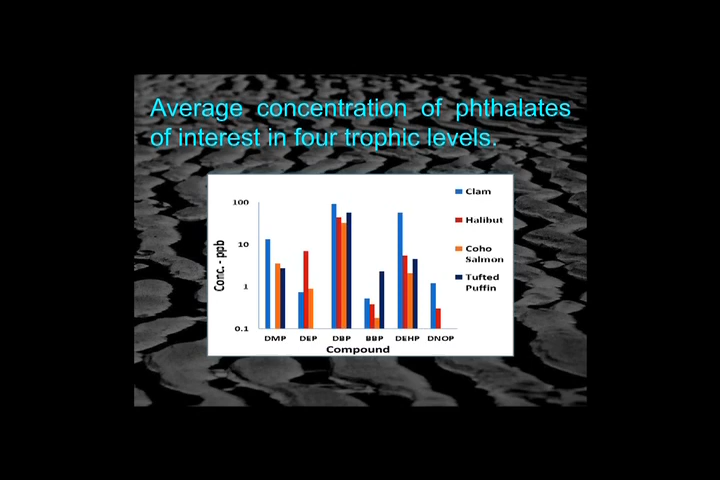 Average concentration of phthalates
of interest in four trophic levels.
Clam
Halibut
Coho
Salmon
Tufted
Puffin
100
10
1
0.1
Conc. - ppb
DMP DEP DBP BBP DEHP DNOP
Compound